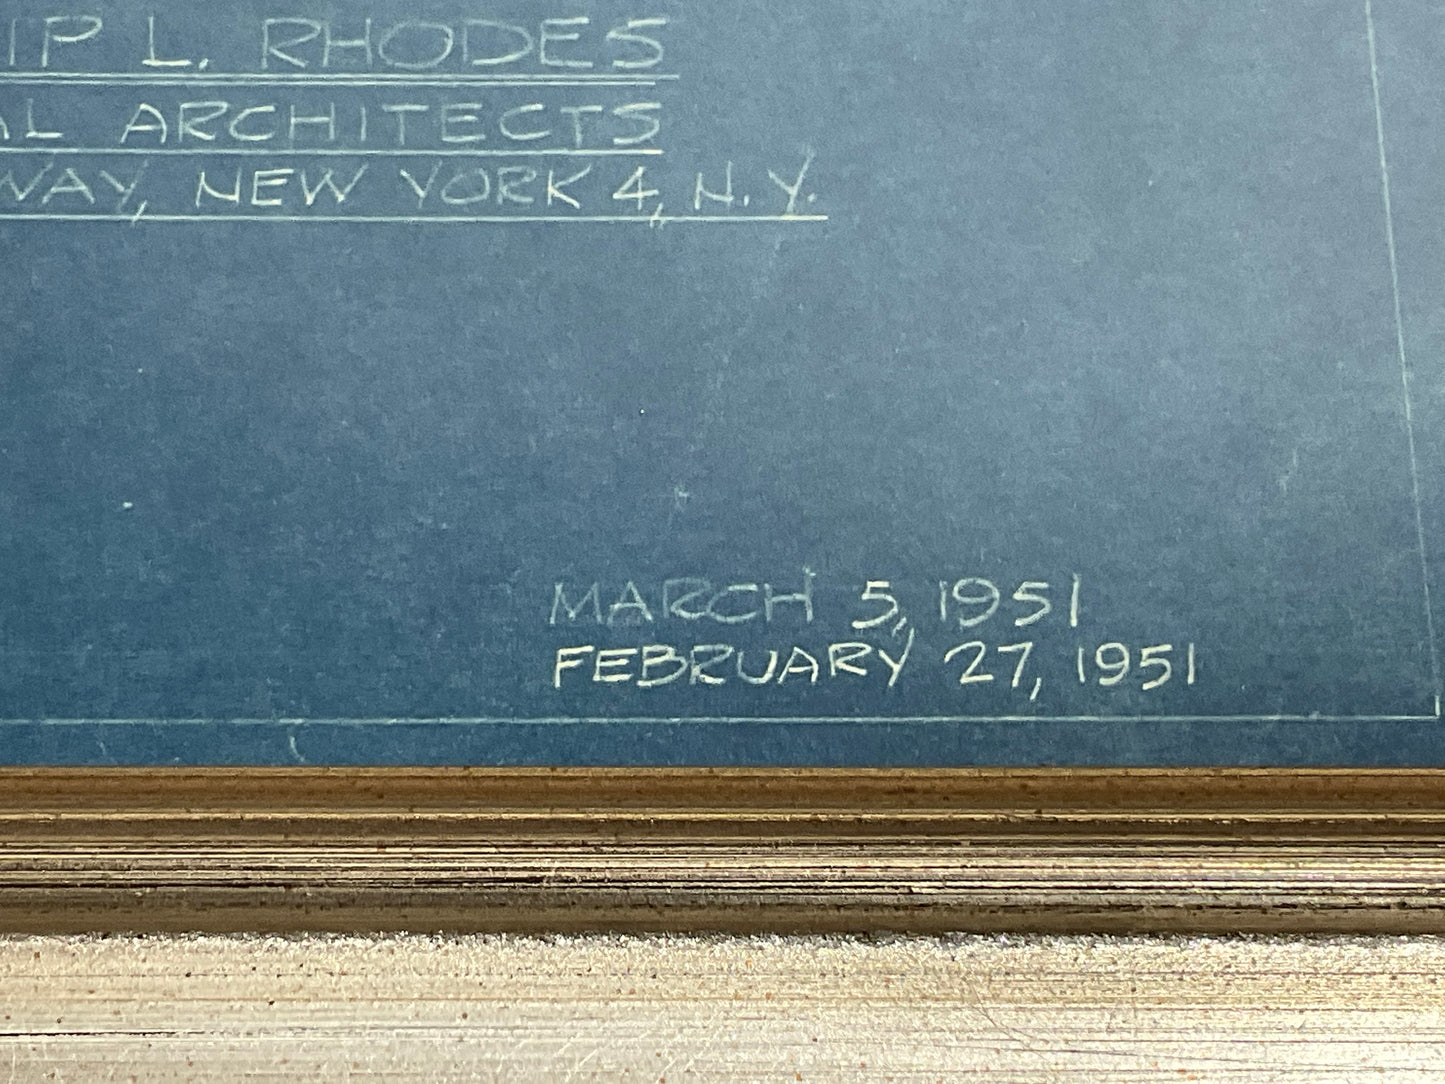 IP L. RHODES
AL ARCHITECTS
WAY, NEW YORK 4, N.Y.
MARCH 5, 1951
FEBRUARY 27, 1951